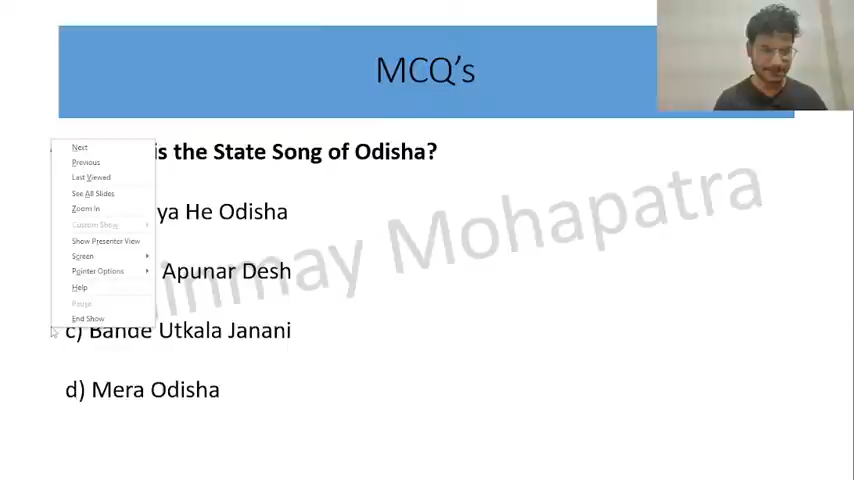 MCQ's
is the State Song of Odisha?
ya He Odisha
Apunar Desh
c) Bande Utkala Janani
d) Mera Odisha
Next
Previous
Last Viewed
See All Slides
Zoom In
Custom Show
Show Presenter View
Screen
Pointer Options
Help
Pause
End Show
inmay Mohapatra